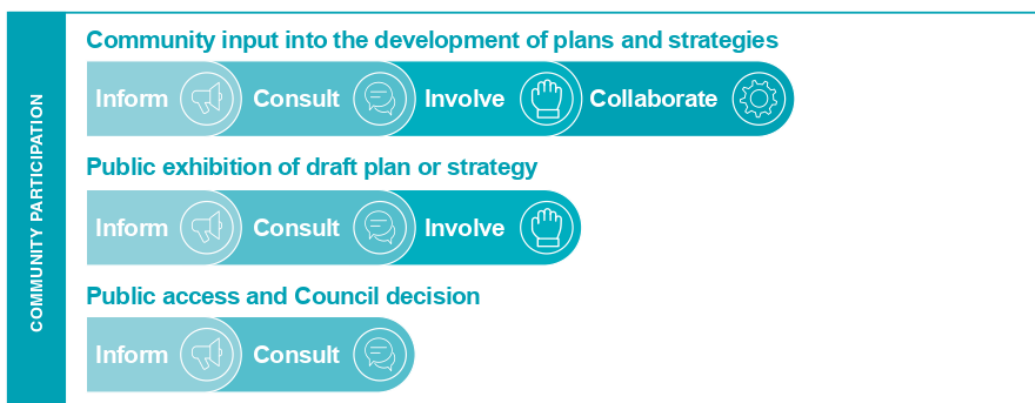 COMMUNITY PARTICIPATION
Community input into the development of plans and strategies
Inform Consult Involve Collaborate
Public exhibition of draft plan or strategy
Inform Consult Involve
Public access and Council decision
Inform Consult